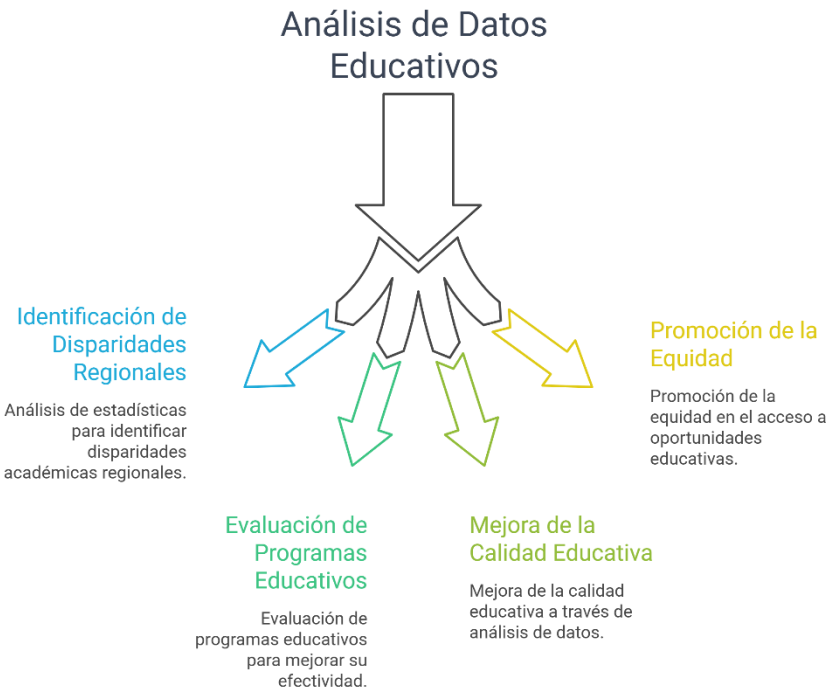 Análisis de Datos
Educativos
Identificación de
Disparidades
Regionales
Análisis de estadísticas
para identificar
disparidades
académicas regionales.
Evaluación de
Programas
Educativos
Evaluación de
programas educativos
para mejorar su
efectividad.
Mejora de la
Calidad Educativa
Mejora de la calidad
educativa a través de
análisis de datos.
Promoción de la
Equidad
Promoción de la
equidad en el acceso a
oportunidades
educativas.